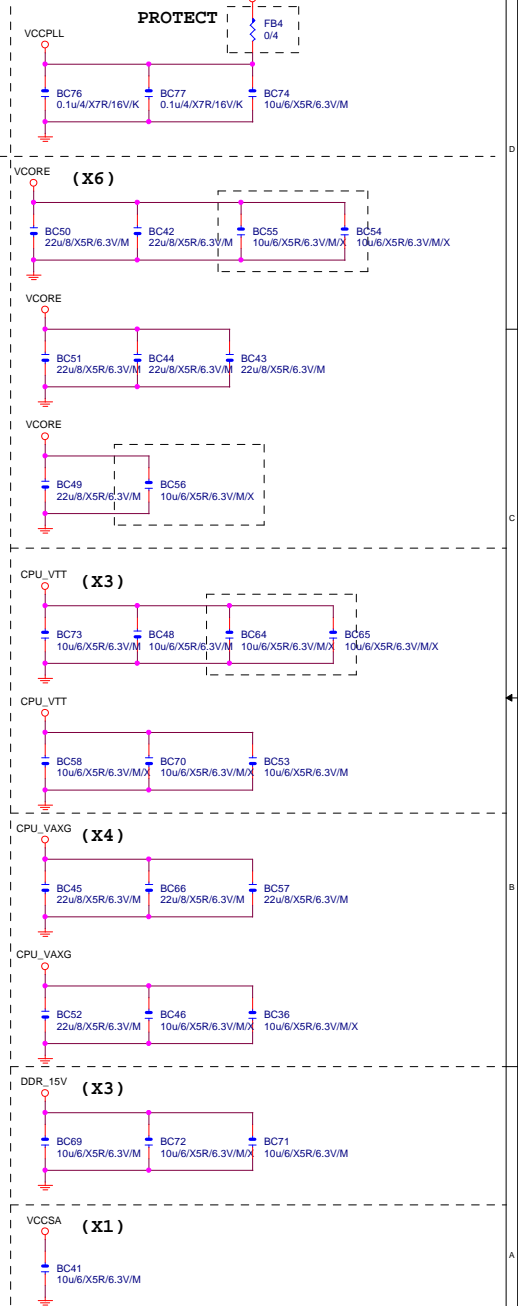 PROTECT
FB4
0/4
VCCPLL
BC76
0.1u/4/X7R/16V/K
BC77
0.1u/4/X7R/16V/K
BC74
10u/6/X5R/6.3V/M
D
VCORE
(X6)
BC50
22u/8/X5R/6.3V/M
BC42
22u/8/X5R/6.3V/M
BC55
10u/6/X5R/6.3V/M/X
BC54
10u/6/X5R/6.3V/M/X
VCORE
BC51
22u/8/X5R/6.3V/M
BC44
22u/8/X5R/6.3V/M
BC43
22u/8/X5R/6.3V/M
VCORE
BC49
22u/8/X5R/6.3V/M
BC56
10u/6/X5R/6.3V/M/X
C
CPU_VTT
(X3)
BC73
10u/6/X5R/6.3V/M
BC48
10u/6/X5R/6.3V/M
BC64
10u/6/X5R/6.3V/M/X
BC65
10u/6/X5R/6.3V/M/X
CPU_VTT
BC58
10u/6/X5R/6.3V/M/X
BC70
10u/6/X5R/6.3V/M/X
BC53
10u/6/X5R/6.3V/M
CPU_VAXG
(X4)
BC45
22u/8/X5R/6.3V/M
BC66
22u/8/X5R/6.3V/M
BC57
22u/8/X5R/6.3V/M
B
CPU_VAXG
BC52
22u/8/X5R/6.3V/M
BC46
10u/6/X5R/6.3V/M/X
BC36
10u/6/X5R/6.3V/M/X
DDR_15V
(X3)
BC69
10u/6/X5R/6.3V/M
BC72
10u/6/X5R/6.3V/M/X
BC71
10u/6/X5R/6.3V/M
VCCSA
(X1)
BC41
10u/6/X5R/6.3V/M
A